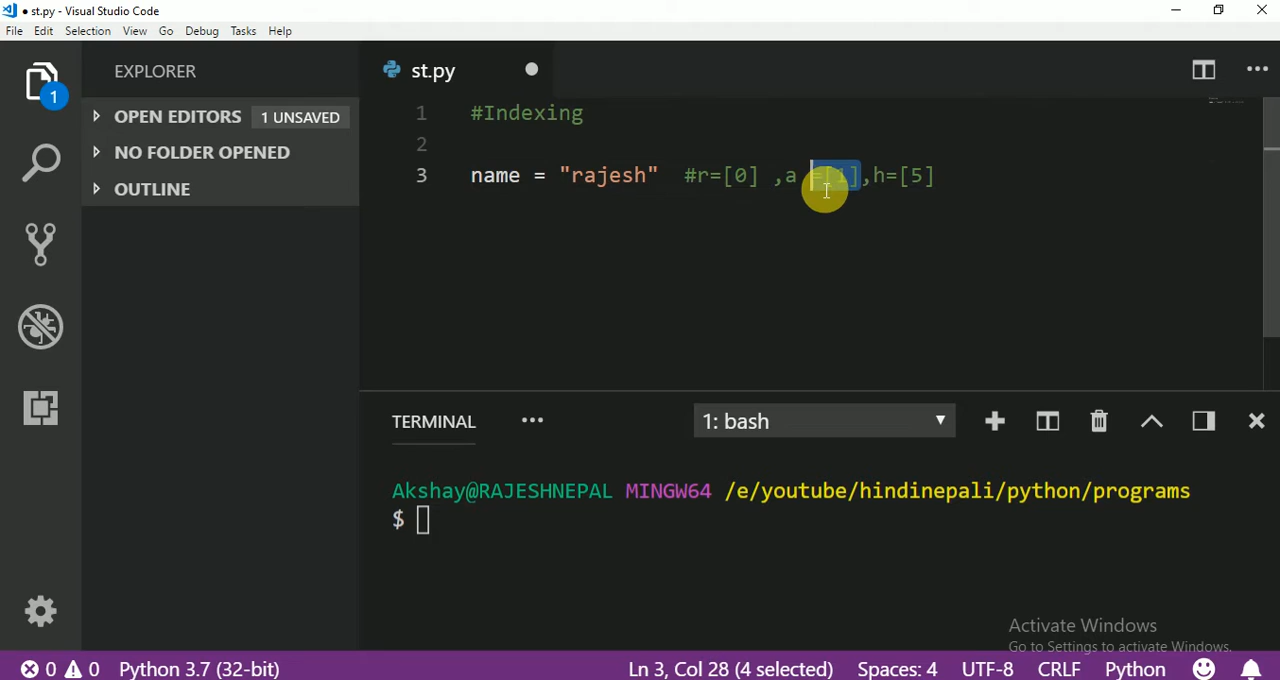 ● st.py - Visual Studio Code
File Edit Selection View Go Debug Tasks Help
1
EXPLORER
OPEN EDITORS 1 UNSAVED
NO FOLDER OPENED
OUTLINE
st.py
1 #Indexing
2
3 name = "rajesh" #r=[0] ,a =[1],h=[5]
TERMINAL ••• 1: bash
Akshay@RAJESHNEPAL MINGW64 /e/youtube/hindinepali/python/programs
$
Activate Windows
Go to Settings to activate Windows.
0 0 Python 3.7 (32-bit) Ln 3, Col 28 (4 selected) Spaces: 4 UTF-8 CRLF Python